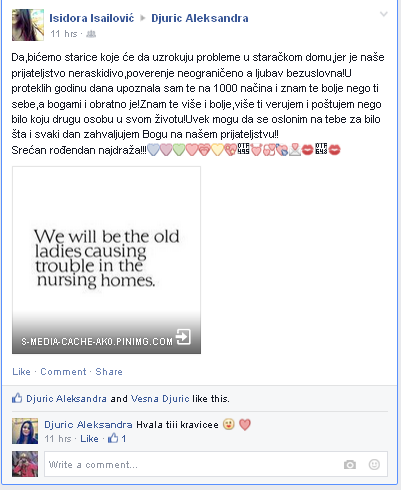 Isidora Isailović ▸ Djuric Aleksandra
11 hrs ·
Da,bićemo starice koje će da uzrokuju probleme u staračkom domu,jer je naše
prijateljstvo neraskidivo,poverenje neograničeno a ljubav bezuslovna!U
proteklih godinu dana upoznala sam te na 1000 načina i znam te bolje nego ti
sebe,a bogami i obratno je!Znam te više i bolje,više ti verujem i poštujem nego
bilo koju drugu osobu u svom životu!Uvek mogu da se oslonim na tebe za bilo
šta i svaki dan zahvaljujem Bogu na našem prijateljstvu!!
Srećan rođendan najdraža!!!
We will be the old
ladies causing
trouble in the
nursing homes.
S-MEDIA-CACHE-AK0.PINIMG.COM
Like · Comment · Share
Djuric Aleksandra and Vesna Djuric like this.
Djuric Aleksandra Hvala tiii kravicee
11 hrs · Like · 1
Write a comment...